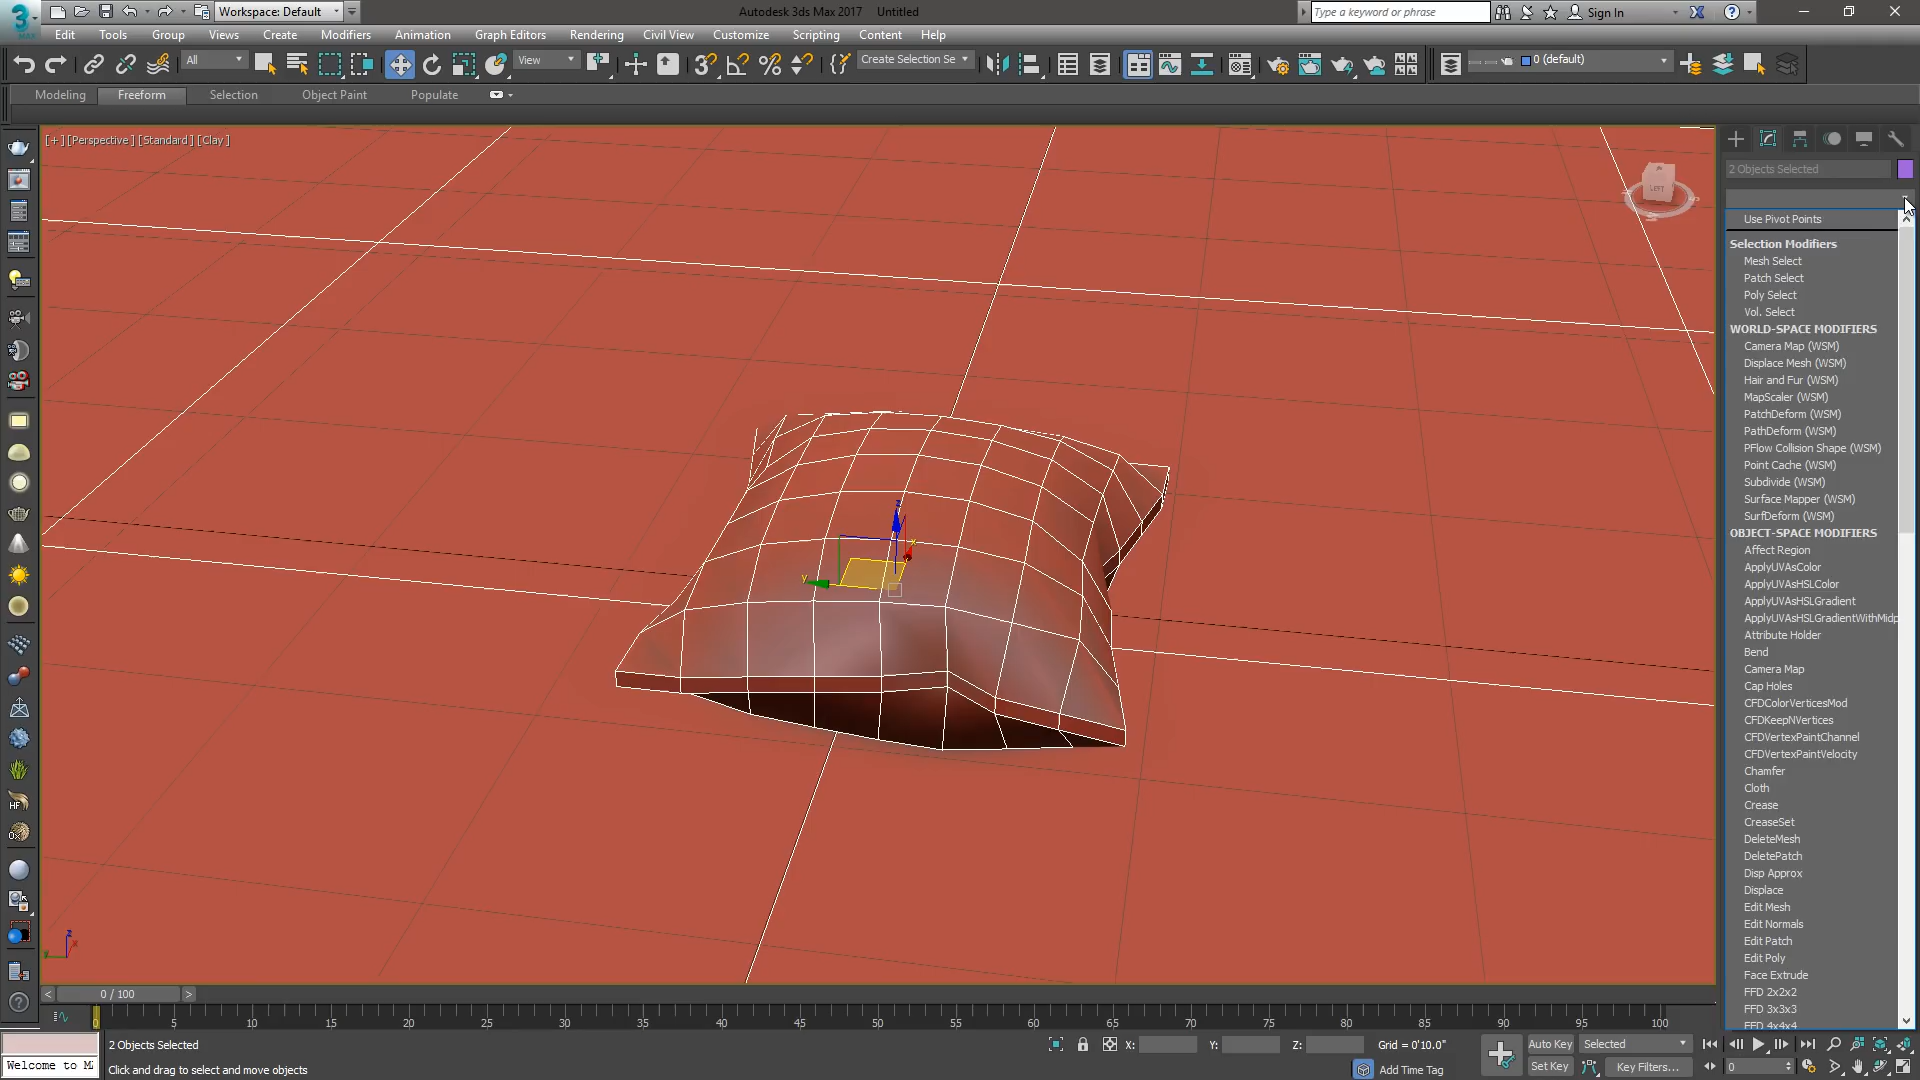 Workspace: Default
Autodesk 3ds Max 2017 Untitled
Type a keyword or phrase
Sign In
MAX
Edit Tools Group Views Create Modifiers Animation Graph Editors Rendering Civil View Customize Scripting Content Help
All
View
Create Selection Se
0 (default)
Modeling Freeform Selection Object Paint Populate
[+] [Perspective] [Standard] [Clay]
LEFT
2 Objects Selected
Use Pivot Points
Selection Modifiers
Mesh Select
Patch Select
Poly Select
Vol. Select
WORLD-SPACE MODIFIERS
Camera Map (WSM)
Displace Mesh (WSM)
Hair and Fur (WSM)
MapScaler (WSM)
PatchDeform (WSM)
PathDeform (WSM)
PFlow Collision Shape (WSM)
Point Cache (WSM)
Subdivide (WSM)
Surface Mapper (WSM)
SurfDeform (WSM)
OBJECT-SPACE MODIFIERS
Affect Region
ApplyUVAsColor
ApplyUVAsHSLColor
ApplyUVAsHSLGradient
ApplyUVAsHSLGradientWithMidp
Attribute Holder
Bend
Camera Map
Cap Holes
CFDColorVerticesMod
CFDKeepNVertices
CFDVertexPaintChannel
CFDVertexPaintVelocity
Chamfer
Cloth
Crease
CreaseSet
DeleteMesh
DeletePatch
Disp Approx
Displace
Edit Mesh
Edit Normals
Edit Patch
Edit Poly
Face Extrude
FFD 2x2x2
FFD 3x3x3
FFD 4x4x4
z
x
y
z
x
y
HF
Ox
0 / 100
0 5 10 15 20 25 30 35 40 45 50 55 60 65 70 75 80 85 90 95 100
2 Objects Selected
X: Y: Z: Grid = 0'10.0"
Auto Key Selected
Welcome to M
Click and drag to select and move objects
Add Time Tag
Set Key Key Filters...
0